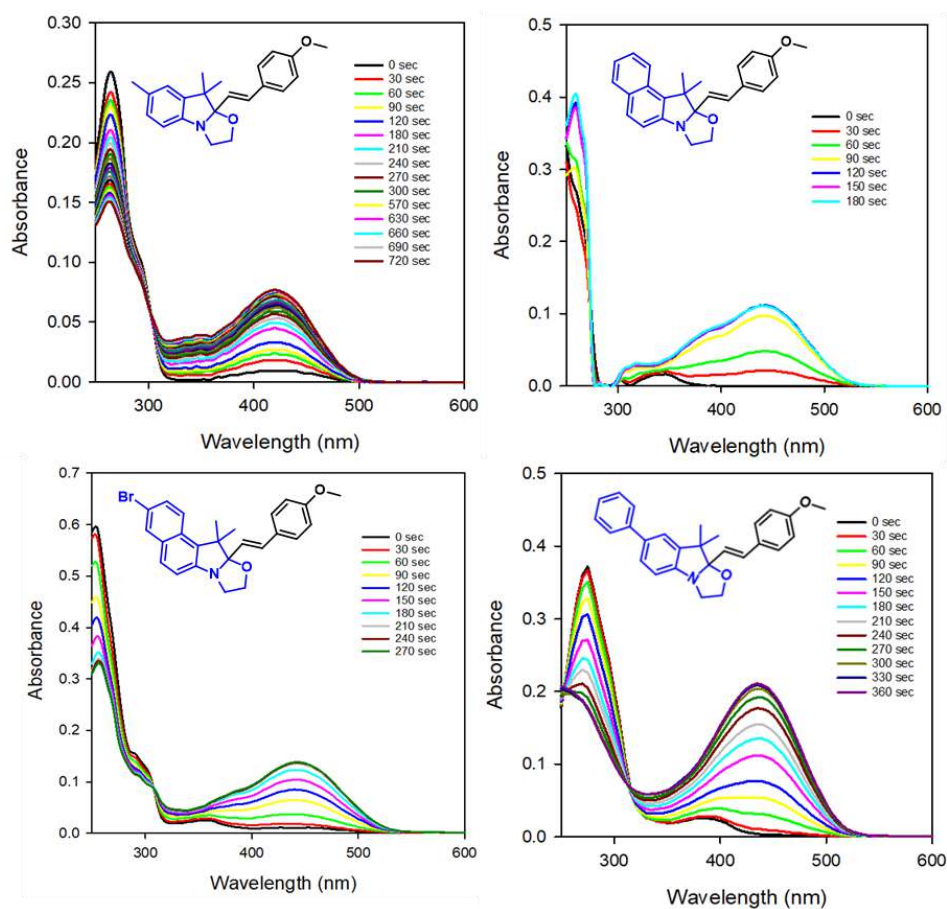 0.30
0.25
0.20
0.15
0.10
0.05
0.00
Absorbance
300
400
500
600
Wavelength (nm)
O
N
O
0 sec
30 sec
60 sec
90 sec
120 sec
180 sec
210 sec
240 sec
270 sec
300 sec
570 sec
630 sec
660 sec
690 sec
720 sec
0.5
0.4
0.3
0.2
0.1
0.0
Absorbance
300
400
500
600
Wavelength (nm)
O
N
O
0 sec
30 sec
60 sec
90 sec
120 sec
150 sec
180 sec
0.7
0.6
0.5
0.4
0.3
0.2
0.1
0.0
Absorbance
300
400
500
600
Wavelength (nm)
Br
O
N
O
0 sec
30 sec
60 sec
90 sec
120 sec
150 sec
180 sec
210 sec
240 sec
270 sec
0.5
0.4
0.3
0.2
0.1
0.0
Absorbance
300
400
500
600
Wavelength (nm)
O
N
O
0 sec
30 sec
60 sec
90 sec
120 sec
150 sec
180 sec
210 sec
240 sec
270 sec
300 sec
330 sec
360 sec